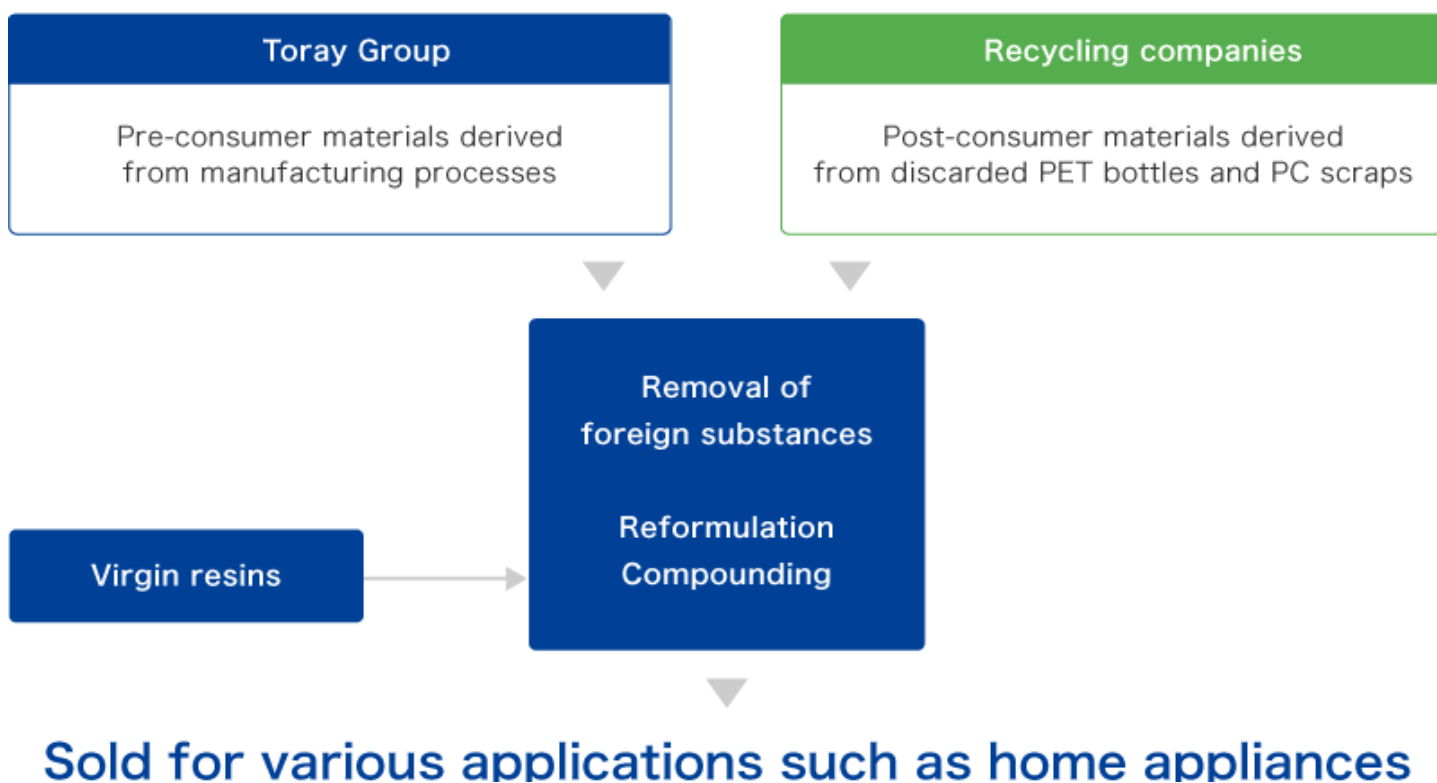 Toray Group
Pre-consumer materials derived
from manufacturing processes
Recycling companies
Post-consumer materials derived
from discarded PET bottles and PC scraps
Removal of
foreign substances
Reformulation
Compounding
Virgin resins
Sold for various applications such as home appliances